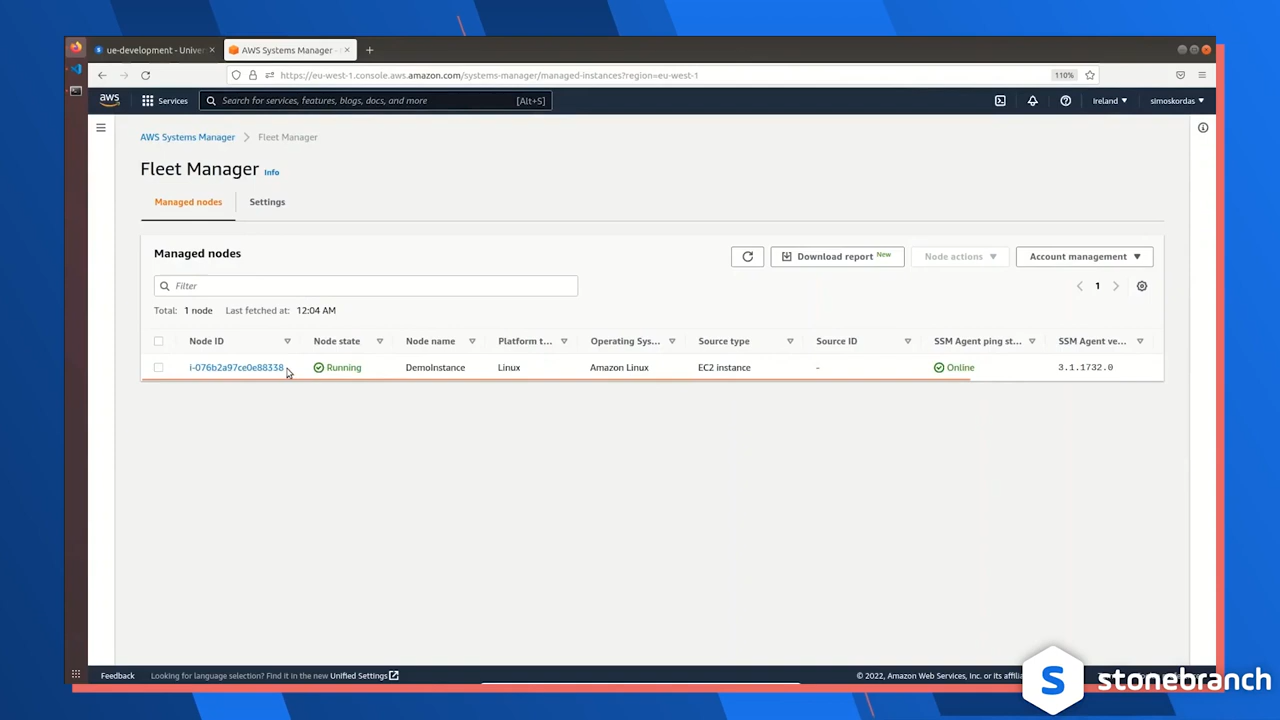 ue-development - Univer
AWS Systems Manager
https://eu-west-1.console.aws.amazon.com/systems-manager/managed-instances?region=eu-west-1
110%
aws
Services
Search for services, features, blogs, docs, and more
[Alt+S]
Ireland
simoskordas
AWS Systems Manager
Fleet Manager
Fleet Manager
Info
Managed nodes
Settings
Managed nodes
Download report New
Node actions
Account management
Filter
1
Total: 1 node
Last fetched at: 12:04 AM
Node ID
Node state
Node name
Platform t...
Operating Sys...
Source type
Source ID
SSM Agent ping st...
SSM Agent ve...
i-076b2a97ce0e88338
Running
DemoInstance
Linux
Amazon Linux
EC2 instance
-
Online
3.1.1732.0
Feedback
Looking for language selection? Find it in the new Unified Settings
© 2022, Amazon Web Services, Inc. or its affili
S
stonebranch